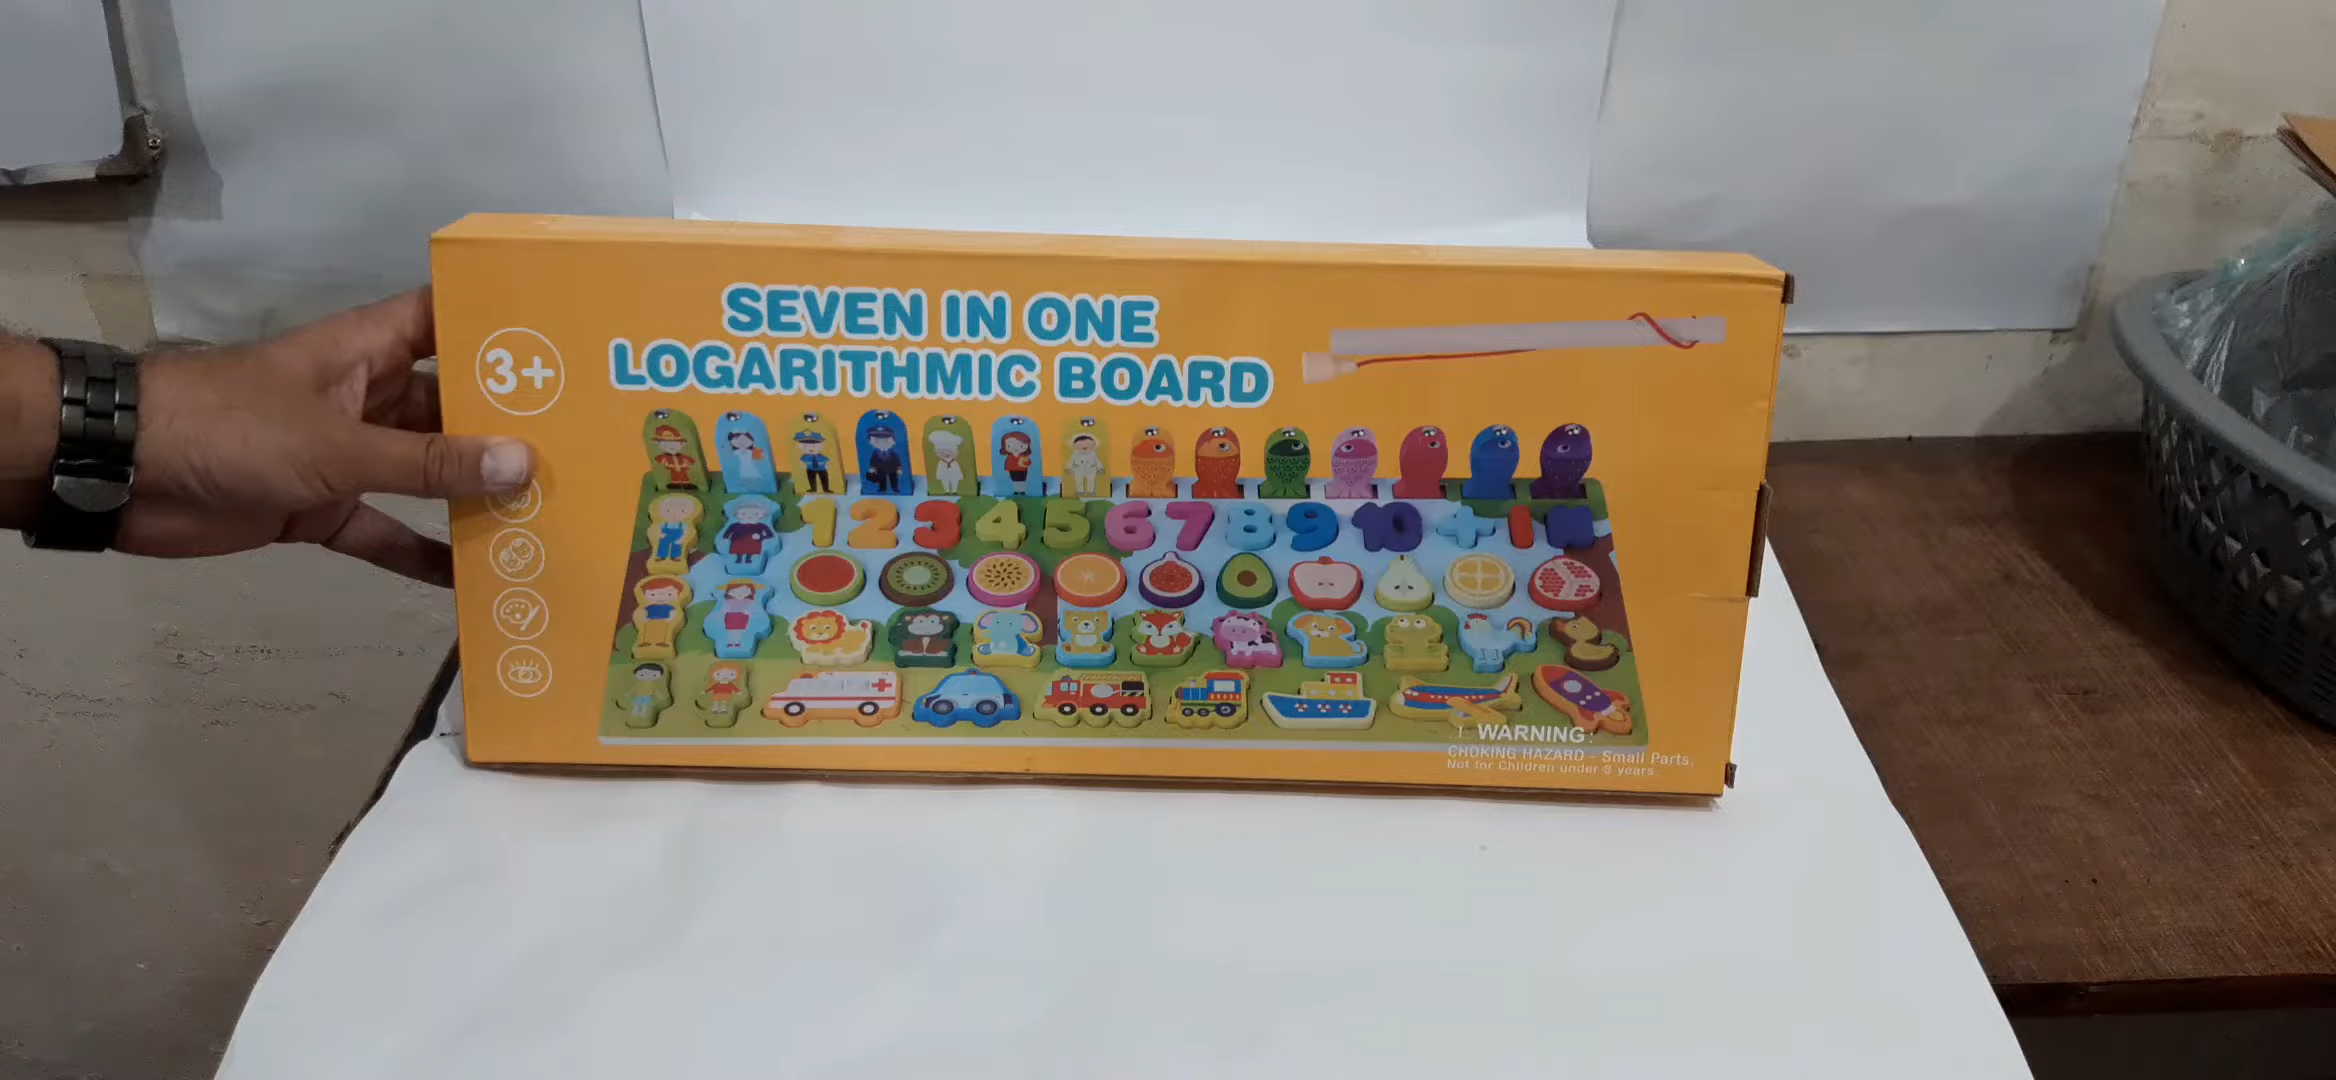 SEVEN IN ONE
LOGARITHMIC BOARD
3+
1 2 3 4 5 6 7 8 9 10 +
WARNING:
CHOKING HAZARD - Small Parts.
Not for Children under 3 years.